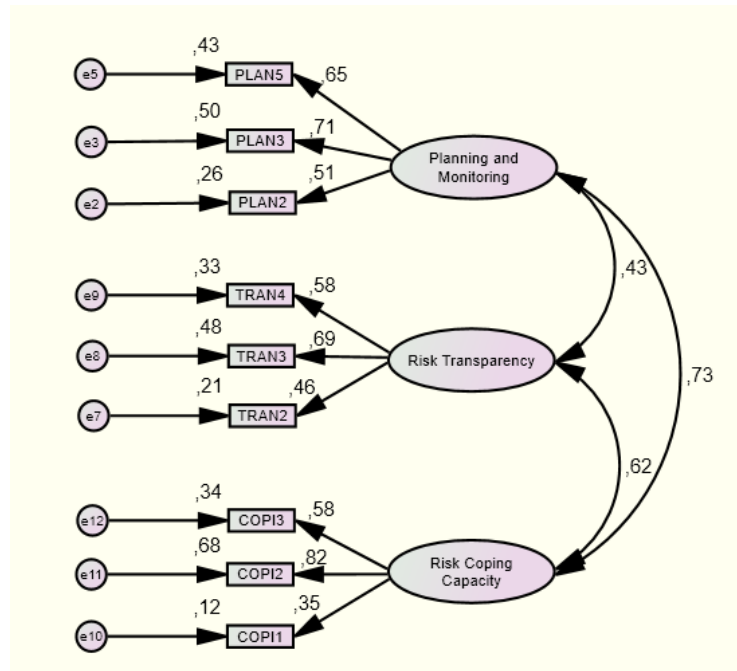 ,43
e5
PLAN5
,65
,50
e3
PLAN3
,71
,26
e2
PLAN2
,51
Planning and
Monitoring
,43
,33
e9
TRAN4
,58
,48
e8
TRAN3
,69
,21
e7
TRAN2
,46
Risk Transparency
,73
,62
,34
e12
COPI3
,58
,68
e11
COPI2
,82
,12
e10
COPI1
,35
Risk Coping
Capacity